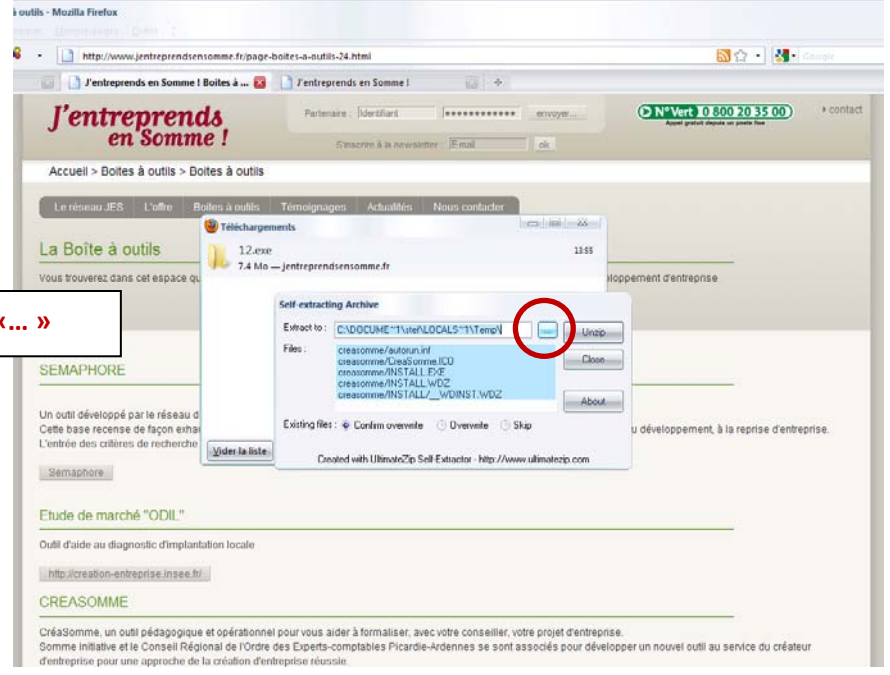 à outils - Mozilla Firefox
http://www.jentreprendsensomme.fr/page-boites-a-outils-24.html
Google
J'entreprends en Somme ! Boites à ...
J'entreprends en Somme !
J'entreprends
en Somme !
Partenaire :
Identifiant
************
envoyer...
N°Vert 0 800 20 35 00
Appel gratuit depuis un poste fixe
contact
S'inscrire à la newsletter :
E-mail
ok
Accueil > Boites à outils > Boites à outils
Le réseau JES L'offre Boites à outils Témoignages Actualités Nous contacter
Téléchargements
La Boîte à outils
12.exe
13:55
7.4 Mo — jentreprendsensomme.fr
Vous trouverez dans cet espace
loppement d'entreprise
«... »
Self-extracting Archive
Extract to :
C:\DOCUME~1\stef\LOCALS~1\Temp\
...
Unzip
Files :
creasomme/autorun.inf
creasomme/CreaSomme.ICO
creasomme/INSTALL.EXE
creasomme/INSTALL.WDZ
creasomme/INSTALL/__WDINST.WDZ
Close
About
Existing files : Confirm overwrite Overwrite Skip
Created with UltimateZip Self-Extractor - http://www.ultimatezip.com
Vider la liste
SEMAPHORE
Un outil développé par le réseau
Cette base recense de façon
u développement, à la reprise d'entreprise.
L'entrée des critères de recherche
Semaphore
Etude de marché "ODIL"
Outil d'aide au diagnostic d'implantation locale
http://creation-entreprise.insee.fr/
CREASOMME
CréaSomme, un outil pédagogique et opérationnel pour vous aider à formaliser, avec votre conseiller, votre projet d'entreprise.
Somme initiative et le Conseil Régional de l'Ordre des Experts-comptables Picardie-Ardennes se sont associés pour développer un nouvel outil au service du créateur
d'entreprise pour une approche de la création d'entreprise réussie.